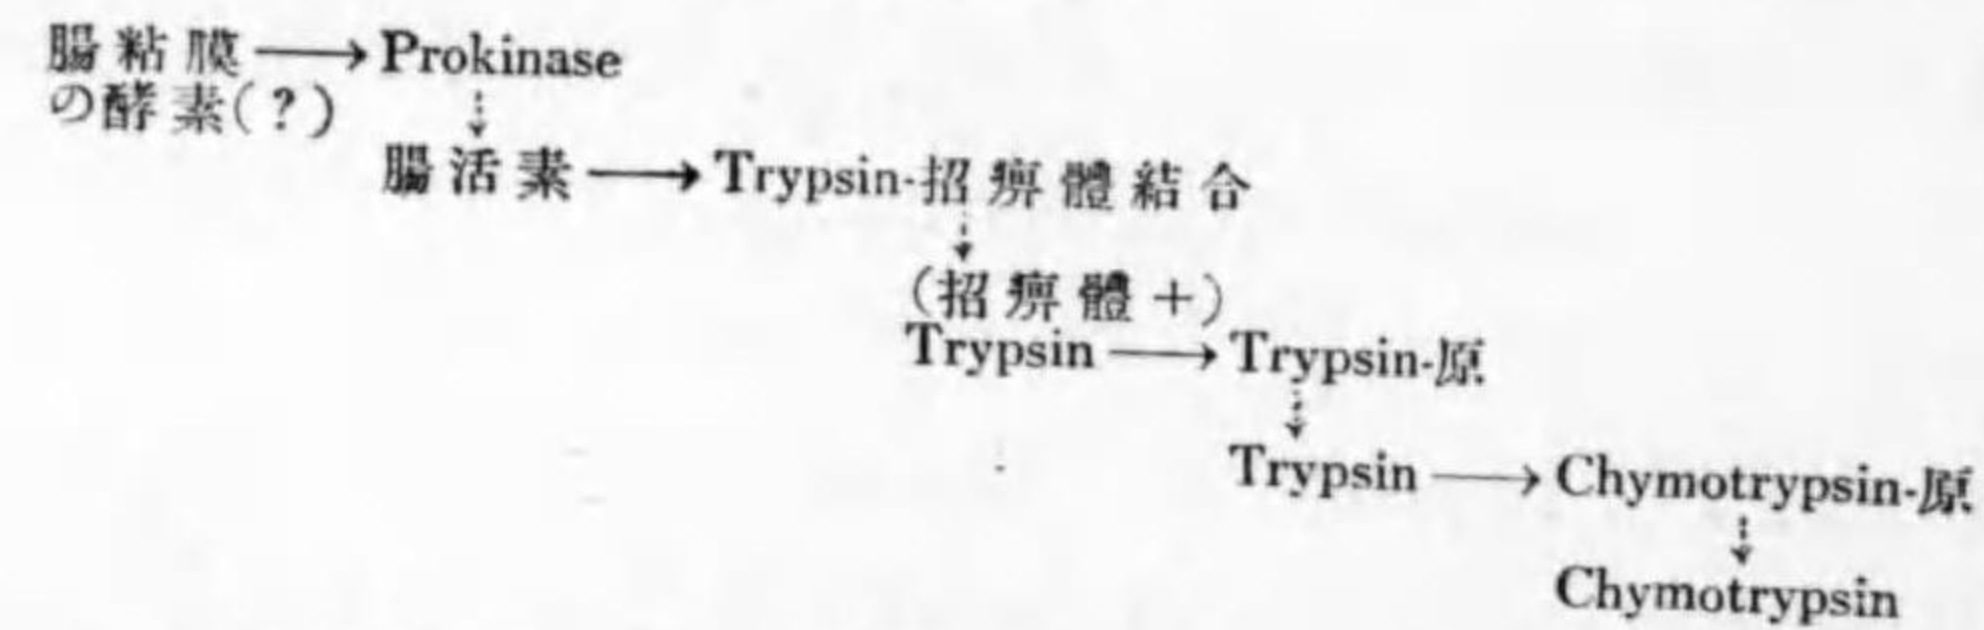 腸粘膜⟶Prokinase
の酵素(?)
腸活素⟶Trypsin-招痹體結合
(招痹體+)
Trypsin⟶Trypsin-原
Trypsin⟶Chymotrypsin-原
Chymotrypsin